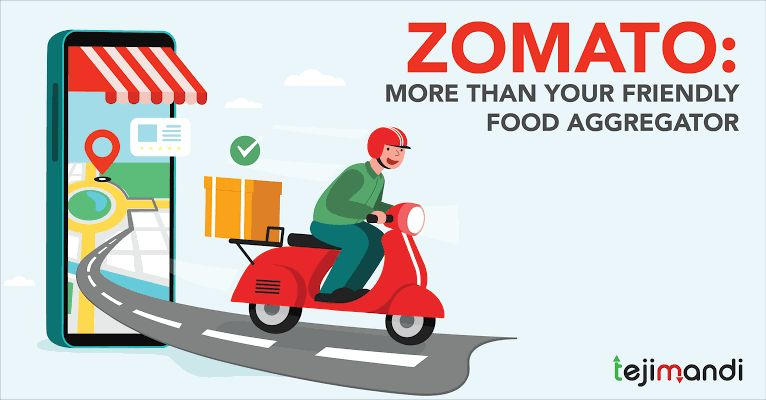 ZOMATO:
MORE THAN YOUR FRIENDLY
FOOD AGGREGATOR
tejimandi